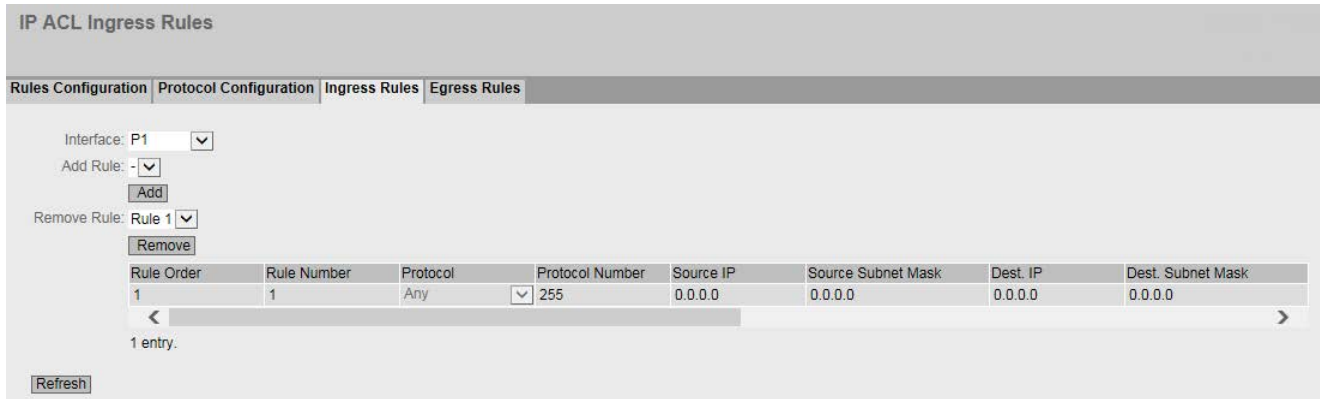 IP ACL Ingress Rules
Rules Configuration Protocol Configuration Ingress Rules Egress Rules
Interface: P1
Add Rule: -
Add
Remove Rule: Rule 1
Remove
Rule Order Rule Number Protocol Protocol Number Source IP Source Subnet Mask Dest. IP Dest. Subnet Mask
1 1 Any 255 0.0.0.0 0.0.0.0 0.0.0.0 0.0.0.0
1 entry.
Refresh